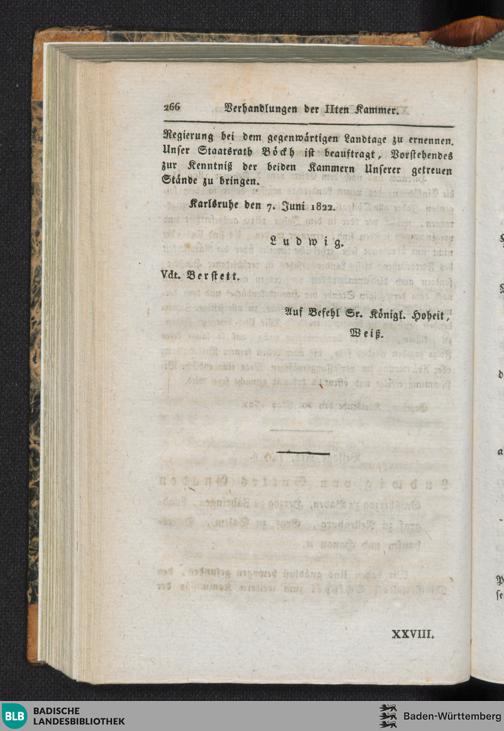 266 Verhandlungen der IIten Kammer.
Regierung bei dem gegenwärtigen Landtage zu ernennen.
Unser Staatsrath Böckh ist beauftragt, Vorstehendes
zur Kenntniß der beiden Kammern Unserer getreuen
Stände zu bringen.
Karlsruhe den 7. Juni 1822.
Ludwig.
Vdt. Berstett.
Auf Befehl Sr. Königl. Hoheit,
Weiß.
XXVIII.
BLB BADISCHE
LANDESBIBLIOTHEK
Baden-Württemberg